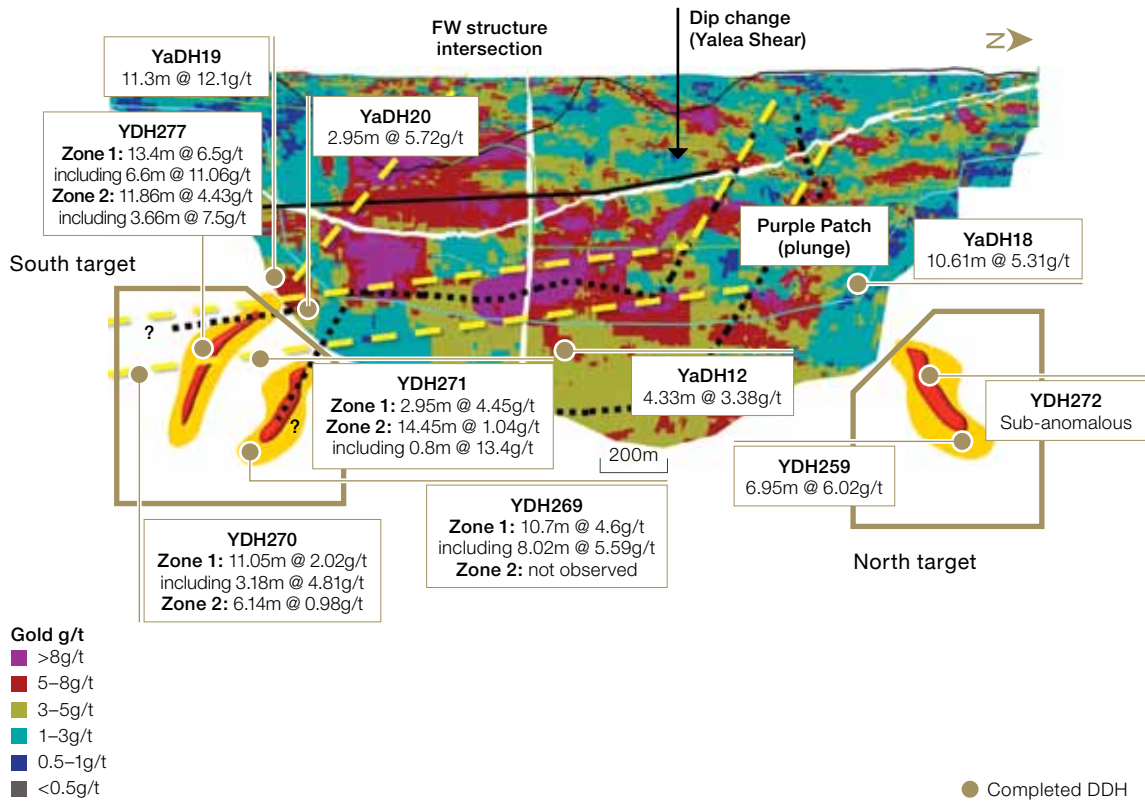 FW structure
intersection
Dip change
(Yalea Shear)
N
YaDH19
11.3m @ 12.1g/t
YaDH20
2.95m @ 5.72g/t
YDH277
Zone 1: 13.4m @ 6.5g/t
including 6.6m @ 11.06g/t
Zone 2: 11.86m @ 4.43g/t
including 3.66m @ 7.5g/t
Purple Patch
(plunge)
YaDH18
10.61m @ 5.31g/t
South target
?
?
YDH271
Zone 1: 2.95m @ 4.45g/t
Zone 2: 14.45m @ 1.04g/t
including 0.8m @ 13.4g/t
YaDH12
4.33m @ 3.38g/t
YDH272
Sub-anomalous
200m
YDH259
6.95m @ 6.02g/t
YDH269
Zone 1: 10.7m @ 4.6g/t
including 8.02m @ 5.59g/t
Zone 2: not observed
YDH270
Zone 1: 11.05m @ 2.02g/t
including 3.18m @ 4.81g/t
Zone 2: 6.14m @ 0.98g/t
North target
Gold g/t
>8g/t
5–8g/t
3–5g/t
1–3g/t
0.5–1g/t
<0.5g/t
Completed DDH